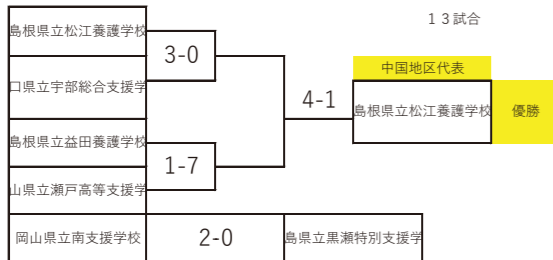 13試合
島根県立松江養護学校
3-0
口県立宇部総合支援学
中国地区代表
4-1
島根県立松江養護学校
優勝
島根県立益田養護学校
1-7
山県立瀬戸高等支援学
岡山県立南支援学校
2-0
島県立黒瀬特別支援学